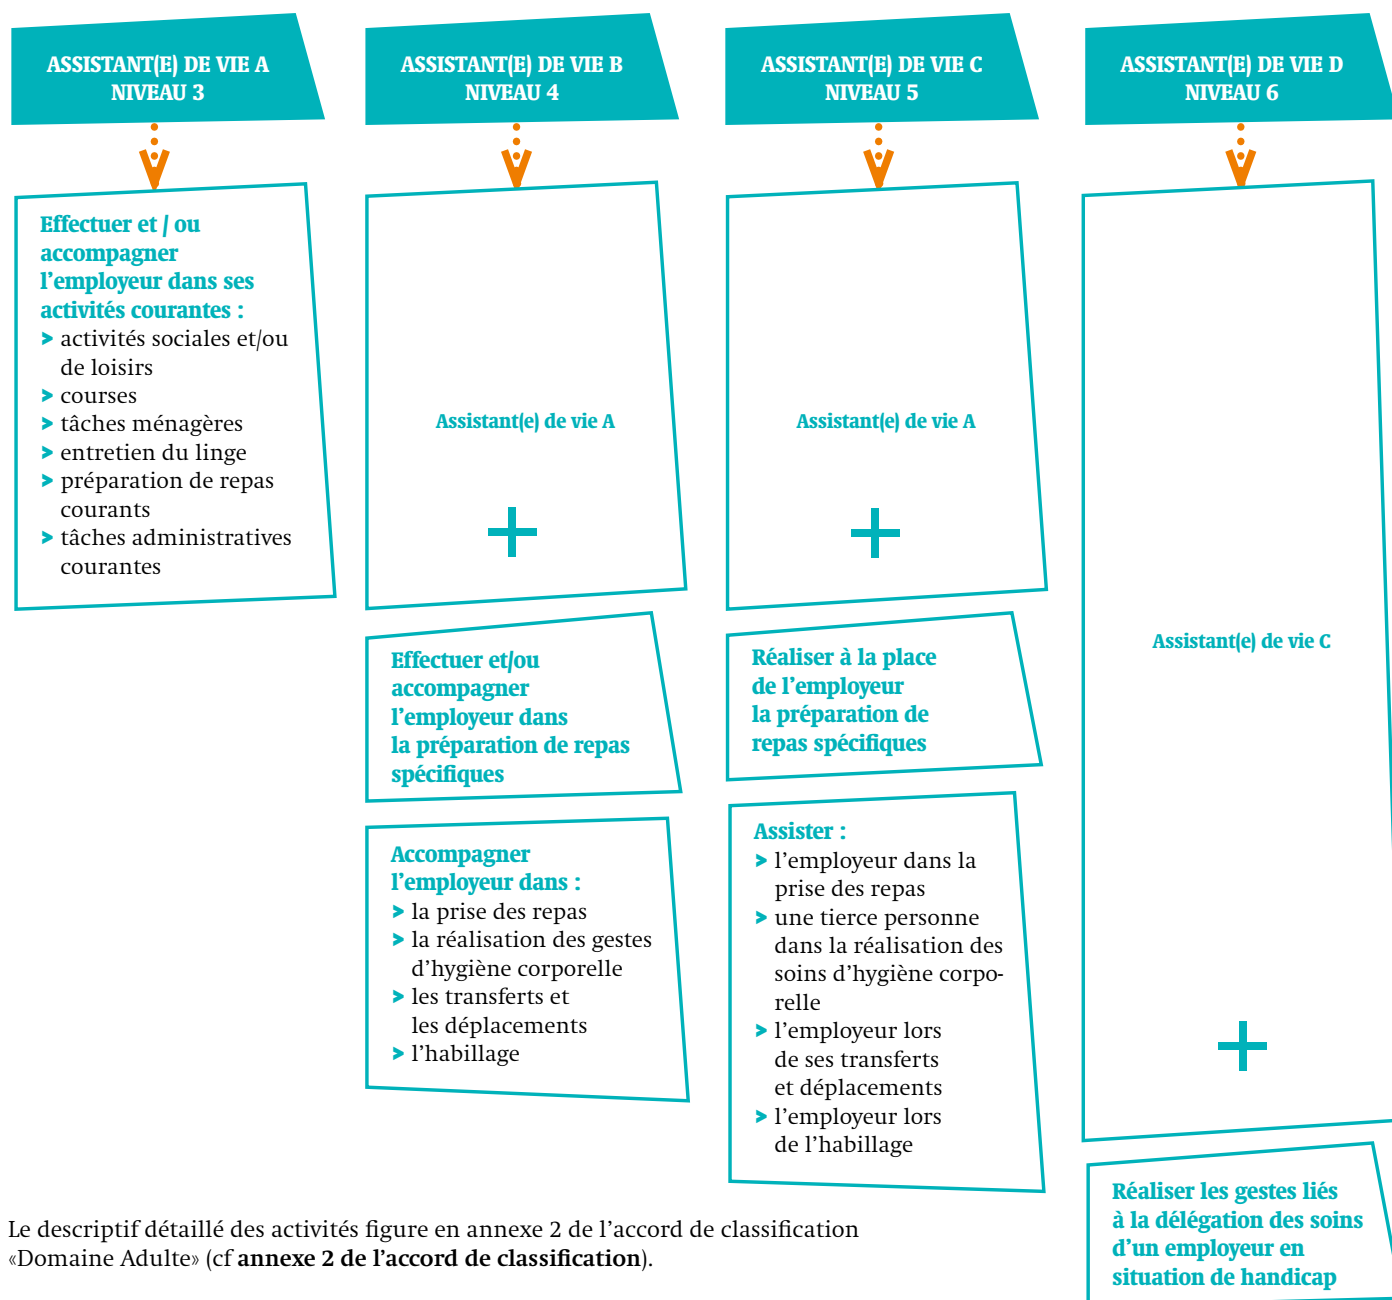 ASSISTANT(E) DE VIE A
NIVEAU 3
Effectuer et / ou
accompagner
l'employeur dans ses
activités courantes :
> activités sociales et/ou
de loisirs
> courses
> tâches ménagères
> entretien du linge
> préparation de repas
courants
> tâches administratives
courantes
ASSISTANT(E) DE VIE B
NIVEAU 4
Assistant(e) de vie A
+
Effectuer et/ou
accompagner
l'employeur dans
la préparation de repas
spécifiques
Accompagner
l'employeur dans :
> la prise des repas
> la réalisation des gestes
d'hygiène corporelle
> les transferts et
les déplacements
> l'habillage
ASSISTANT(E) DE VIE C
NIVEAU 5
Assistant(e) de vie A
+
Réaliser à la place
de l'employeur
la préparation de
repas spécifiques
Assister :
> l'employeur dans la
prise des repas
> une tierce personne
dans la réalisation des
soins d'hygiène corpo-
relle
> l'employeur lors
de ses transferts
et déplacements
> l'employeur lors
de l'habillage
ASSISTANT(E) DE VIE D
NIVEAU 6
Assistant(e) de vie C
+
Réaliser les gestes liés
à la délégation des soins
d'un employeur en
situation de handicap
Le descriptif détaillé des activités figure en annexe 2 de l'accord de classification
«Domaine Adulte» (cf annexe 2 de l'accord de classification).